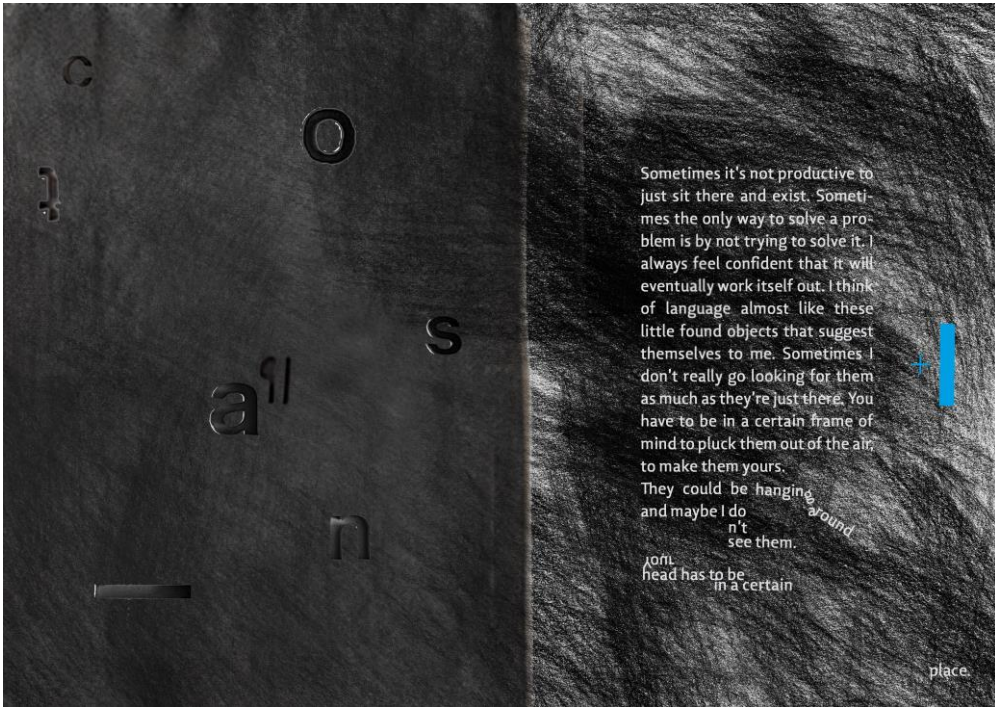 c
o
t
s
¶
a
n
Sometimes it's not productive to
just sit there and exist. Someti-
mes the only way to solve a pro-
blem is by not trying to solve it. I
always feel confident that it will
eventually work itself out. I think
of language almost like these
little found objects that suggest
themselves to me. Sometimes I
don't really go looking for them
as much as they're just there. You
have to be in a certain frame of
mind to pluck them out of the air,
to make them yours.
They could be hanging around
and maybe I do
n't
see them.
Your
head has to be
in a certain
place.